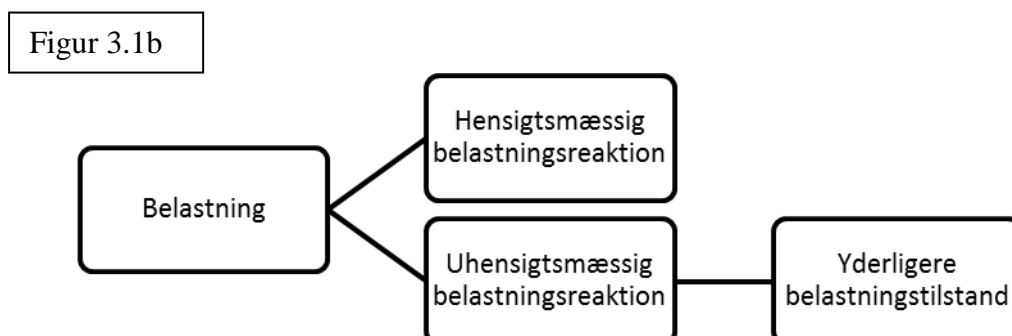 Figur 3.1b
Hensigtsmæssig
belastningsreaktion
Belastning
Uhensigtsmæssig
belastningsreaktion
Yderligere
belastningstilstand